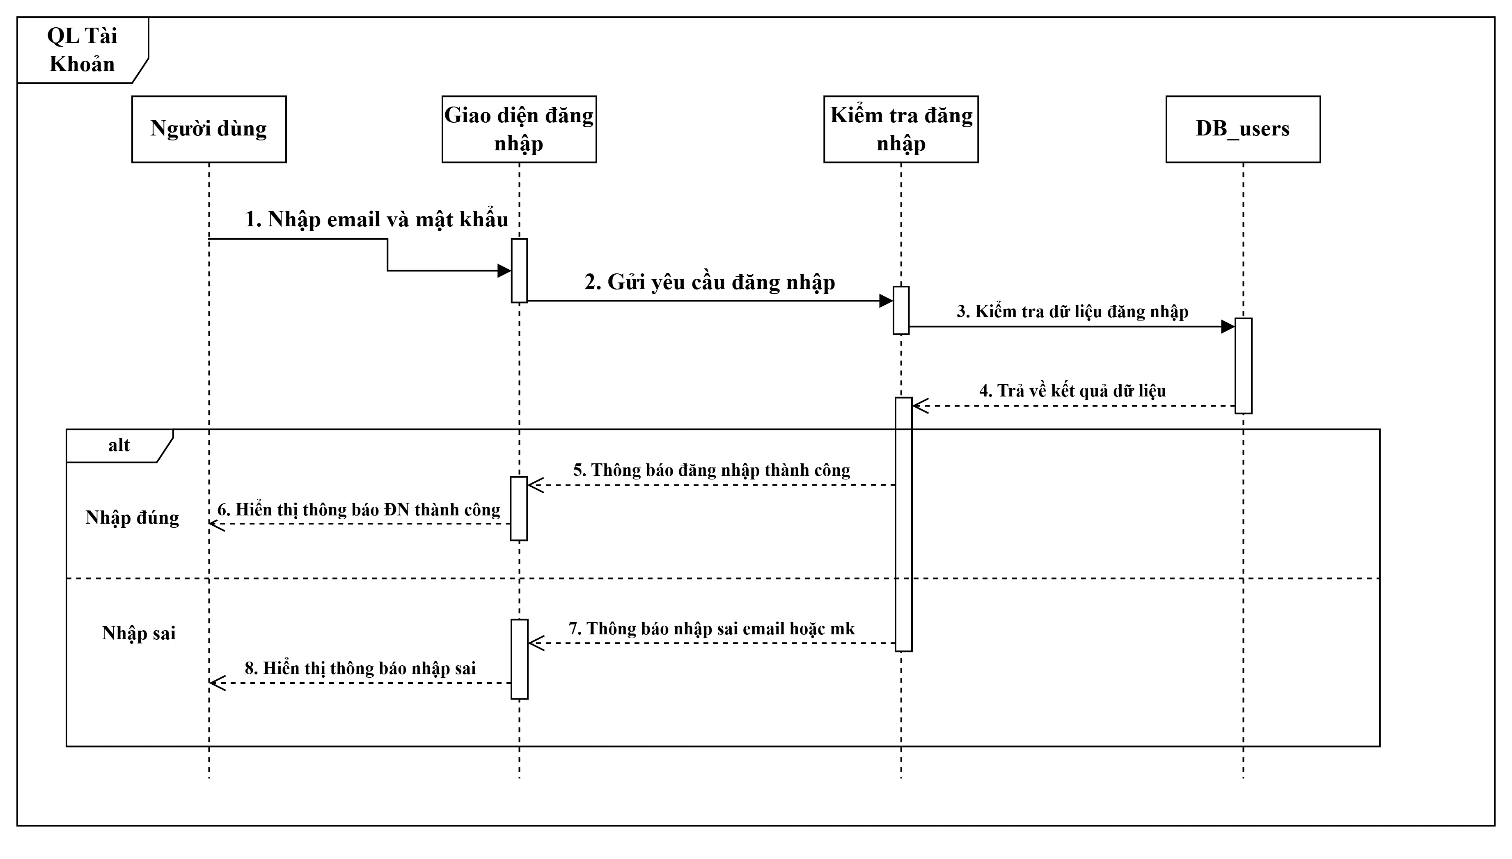 QL Tài
Khoản
Người dùng
Giao diện đăng
nhập
Kiểm tra đăng
nhập
DB_users
1. Nhập email và mật khẩu
2. Gửi yêu cầu đăng nhập
3. Kiểm tra dữ liệu đăng nhập
4. Trả về kết quả dữ liệu
alt
5. Thông báo đăng nhập thành công
6. Hiển thị thông báo ĐN thành công
Nhập đúng
7. Thông báo nhập sai email hoặc mk
Nhập sai
8. Hiển thị thông báo nhập sai